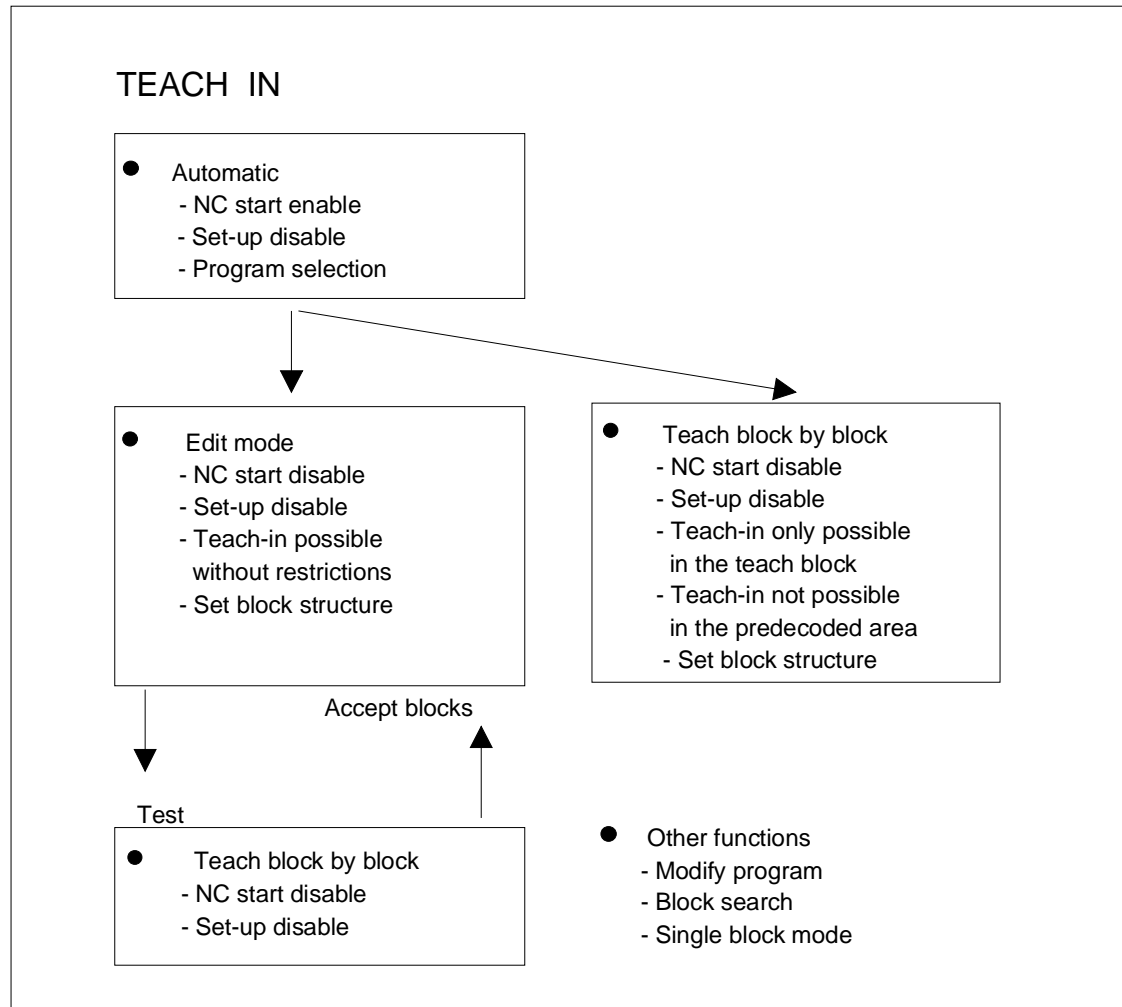 TEACH IN
● Automatic
- NC start enable
- Set-up disable
- Program selection
● Edit mode
- NC start disable
- Set-up disable
- Teach-in possible
without restrictions
- Set block structure
● Teach block by block
- NC start disable
- Set-up disable
- Teach-in only possible
in the teach block
- Teach-in not possible
in the predecoded area
- Set block structure
Accept blocks
Test
● Teach block by block
- NC start disable
- Set-up disable
● Other functions
- Modify program
- Block search
- Single block mode